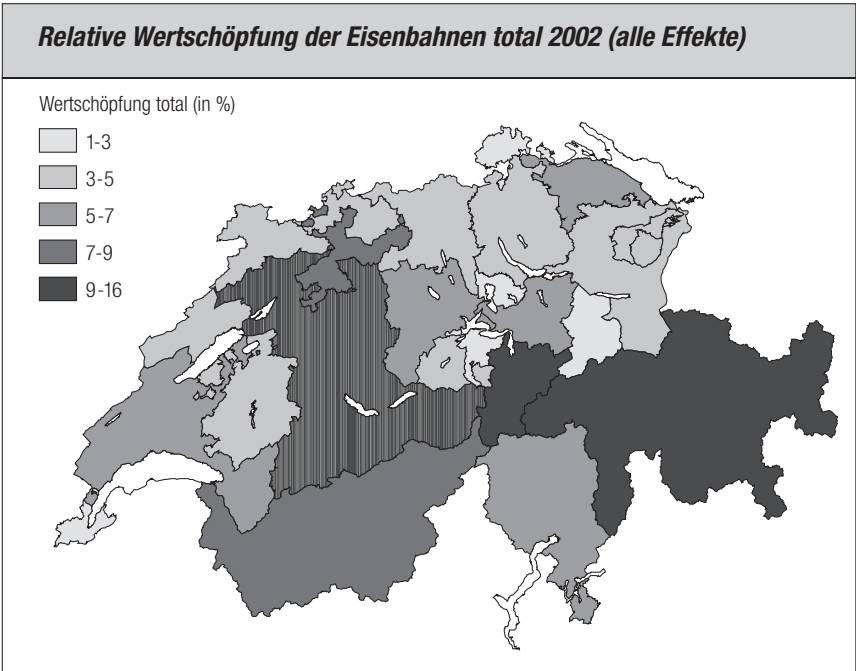 Relative Wertschöpfung der Eisenbahnen total 2002 (alle Effekte)
Wertschöpfung total (in %)
1-3
3-5
5-7
7-9
9-16